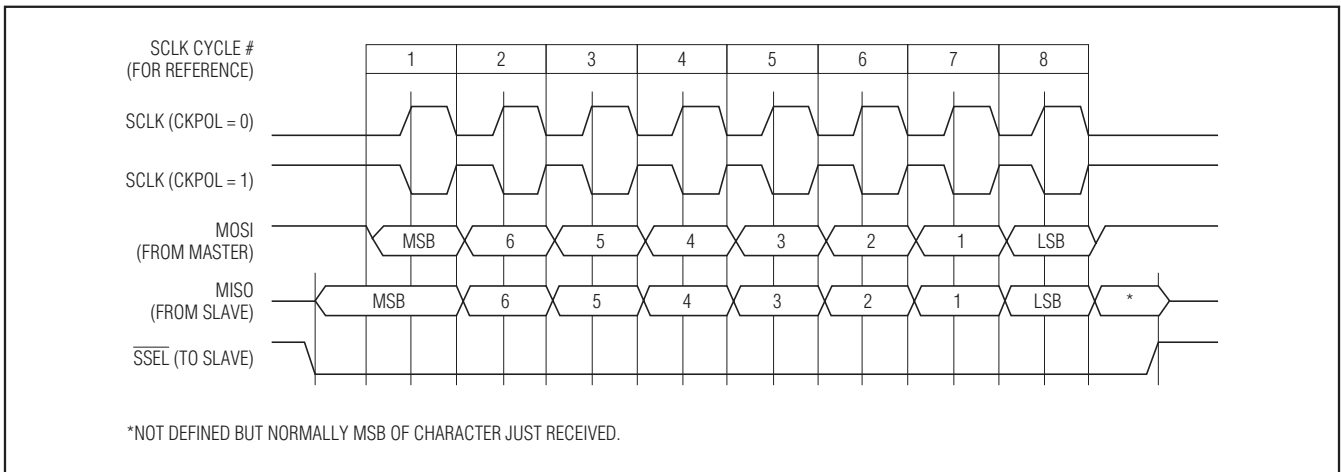 SCLK CYCLE #
(FOR REFERENCE)
1 2 3 4 5 6 7 8
SCLK (CKPOL = 0)
SCLK (CKPOL = 1)
MOSI
(FROM MASTER)
MSB 6 5 4 3 2 1 LSB
MISO
(FROM SLAVE)
MSB 6 5 4 3 2 1 LSB *
SSEL (TO SLAVE)
*NOT DEFINED BUT NORMALLY MSB OF CHARACTER JUST RECEIVED.